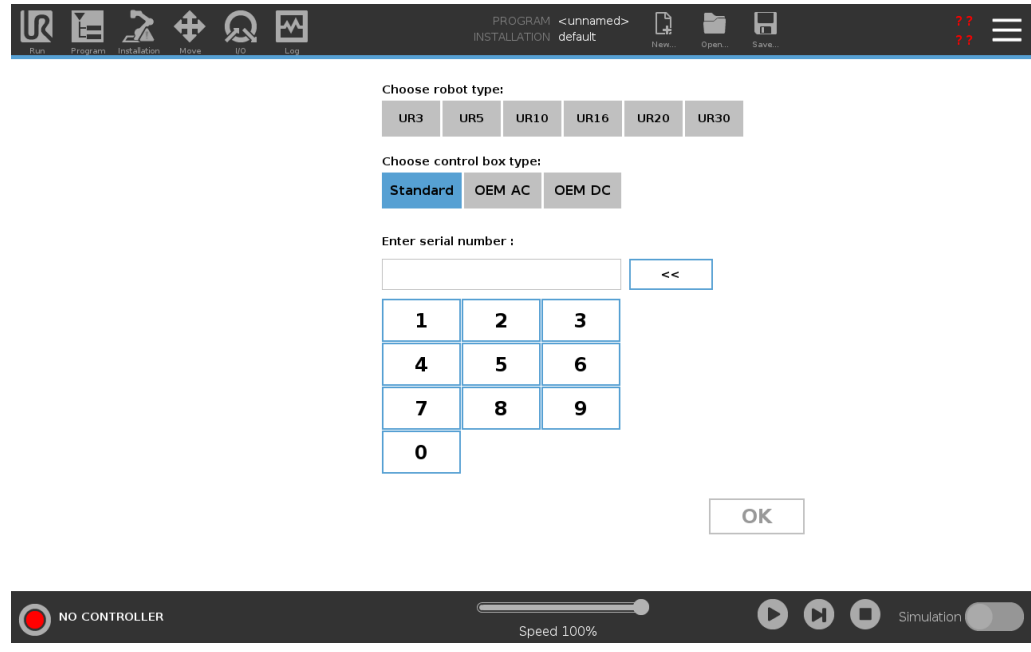 PROGRAM <unnamed>
INSTALLATION default
UR
Run Program Installation Move I/O Log
New... Open... Save...
? ?
? ?
Choose robot type:
UR3 UR5 UR10 UR16 UR20 UR30
Choose control box type:
Standard OEM AC OEM DC
Enter serial number :
<<
1 2 3
4 5 6
7 8 9
0
OK
NO CONTROLLER
Speed 100%
Simulation